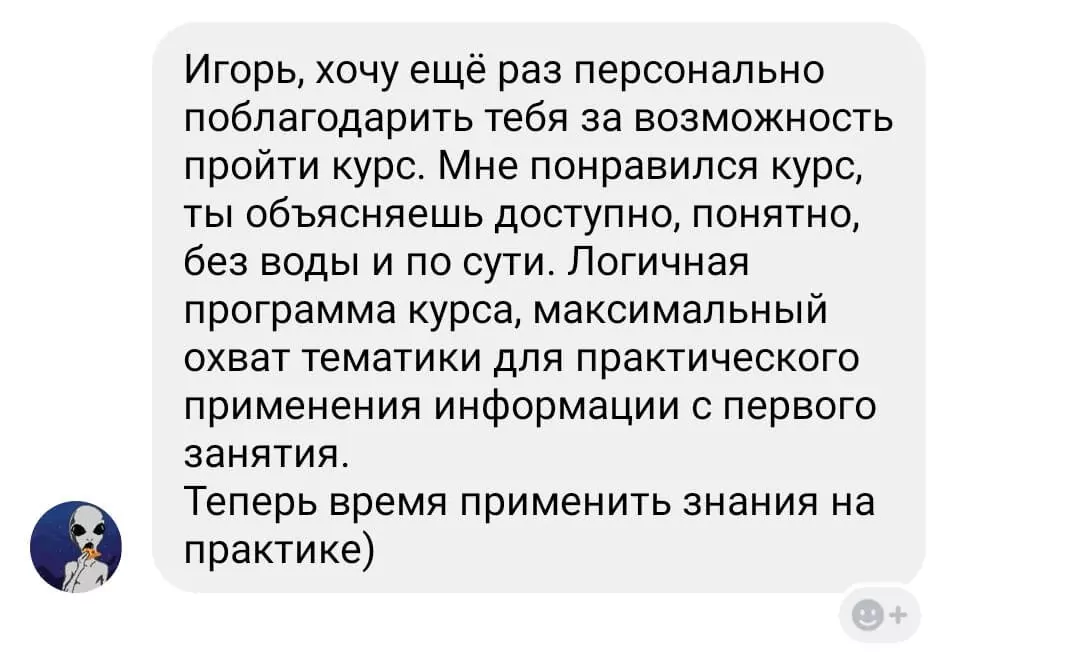 Игорь, хочу ещё раз персонально
поблагодарить тебя за возможность
пройти курс. Мне понравился курс,
ты объясняешь доступно, понятно,
без воды и по сути. Логичная
программа курса, максимальный
охват тематики для практического
применения информации с первого
занятия.
Теперь время применить знания на
практике)